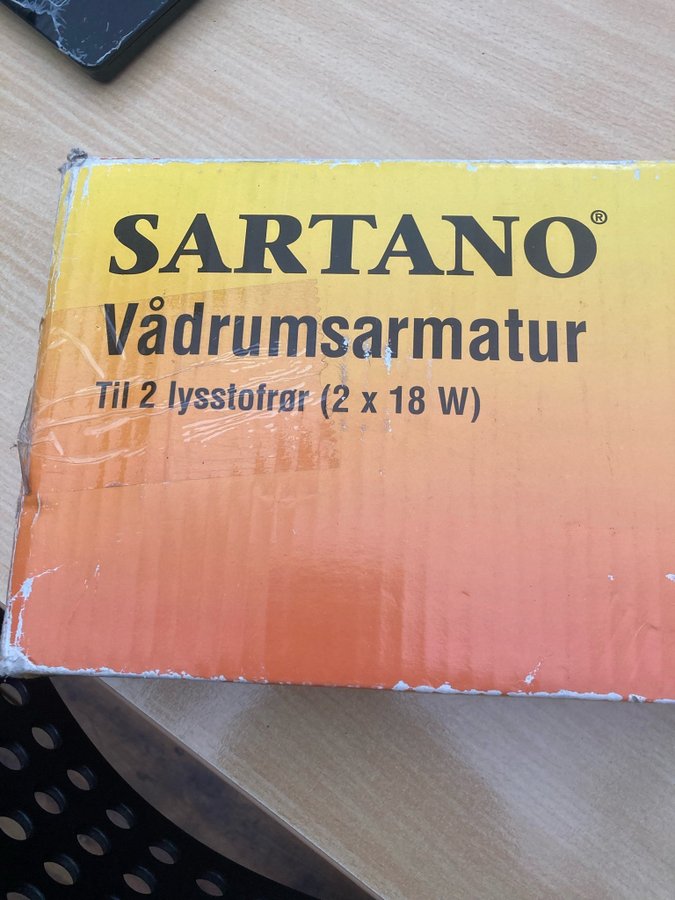 SARTANO®
Vådrumsarmatur
Til 2 lysstofrør (2 x 18 W)